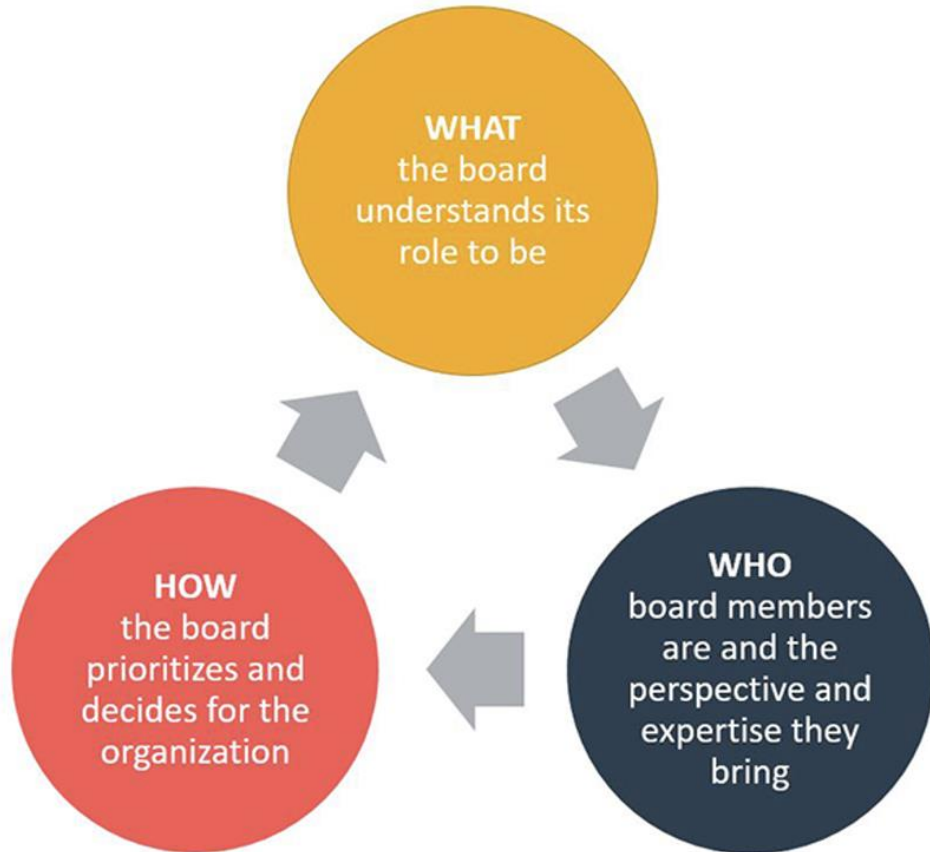 WHAT
the board
understands its
role to be
WHO
board members
are and the
perspective and
expertise they
bring
HOW
the board
prioritizes and
decides for the
organization